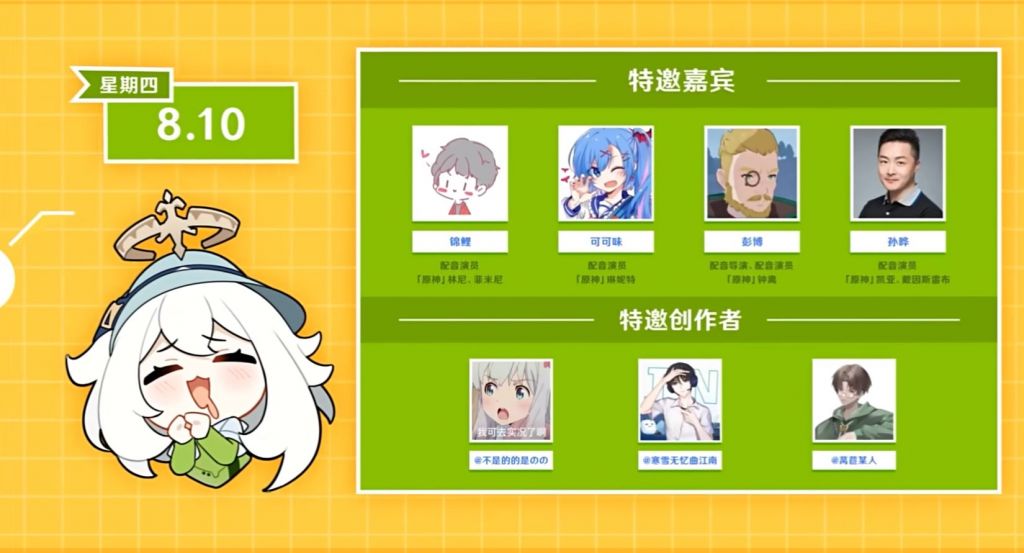 星期四
8.10
特邀嘉宾
锦鲤
配音演员
「原神」林尼、菲米尼
可可味
配音演员
「原神」琳妮特
彭博
配音导演、配音演员
「原神」钟离
孙晔
配音演员
「原神」凯亚、戴因斯雷布
特邀创作者
我可去实况了啊
@不是的的是のの
@寒雪无忆曲江南
@莴苣某人